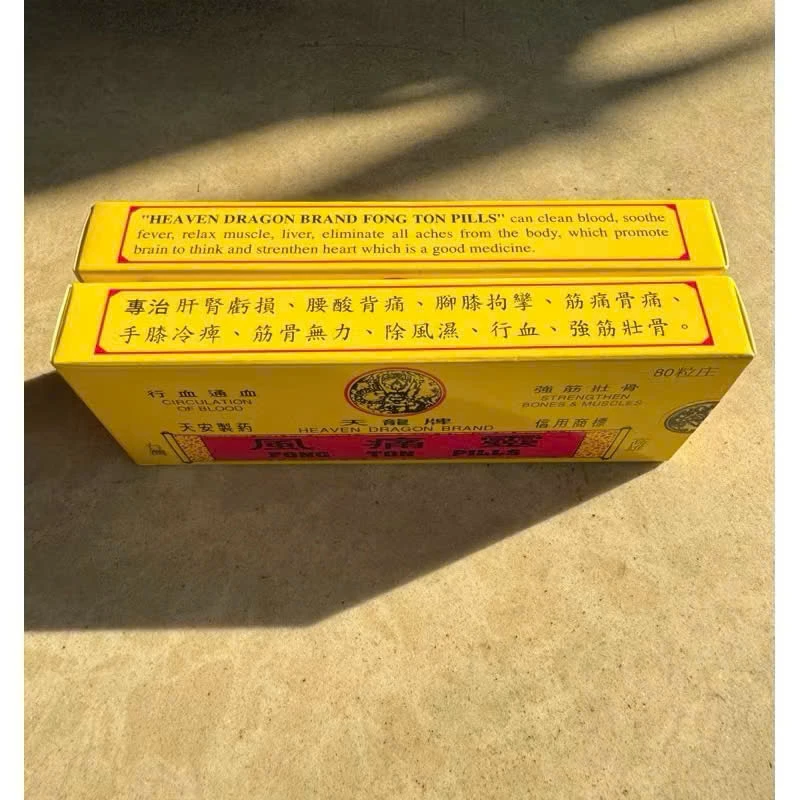 "HEAVEN DRAGON BRAND FONG TON PILLS" can clean blood, soothe
fever, relax muscle, liver, eliminate all aches from the body, which promote
brain to think and strenthen heart which is a good medicine.
專治肝腎虧損、腰酸背痛、腳膝拘攣、筋痛骨痛、
手膝冷痺、筋骨無力、除風濕、行血、強筋壯骨。
80粒庄
行血通血
CIRCULATION
OF BLOOD
強筋壯骨
STRENGTHEN
BONES & MUSCLES
天安製药
天龍牌
HEAVEN DRAGON BRAND
信用商標
風痛靈
FONG TON PILLS